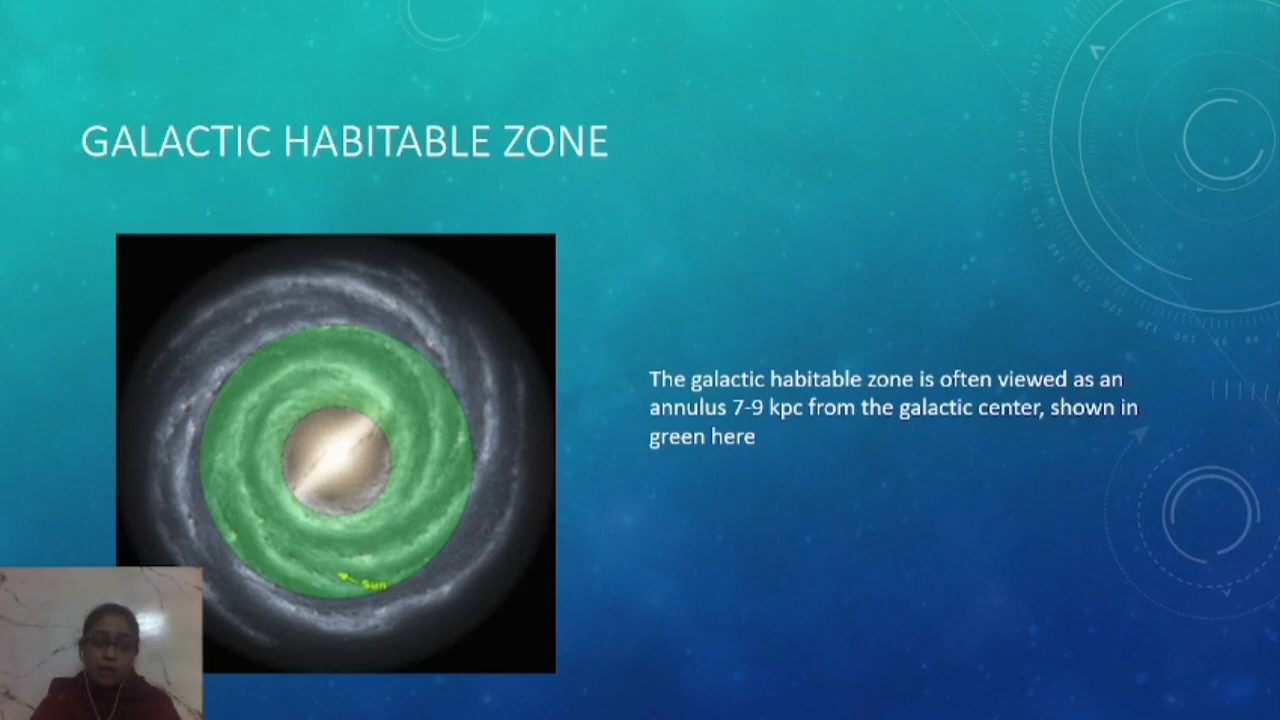 GALACTIC HABITABLE ZONE
The galactic habitable zone is often viewed as an
annulus 7-9 kpc from the galactic center, shown in
green here
Sun